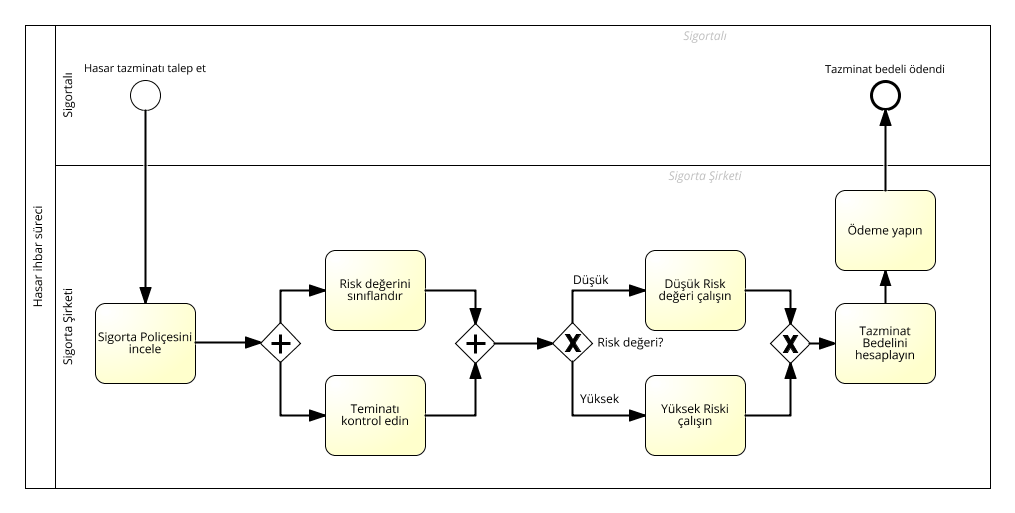 Sigortalı
Hasar tazminatı talep et
Tazminat bedeli ödendi
Sigortalı
Hasar ihbar süreci
Sigorta Şirketi
Sigorta Şirketi
Ödeme yapın
Risk değerini
sınıflandır
Düşük
Düşük Risk
değeri çalışın
Sigorta Poliçesini
incele
Risk değeri?
Tazminat
Bedelini
hesaplayın
Teminatı
kontrol edin
Yüksek
Yüksek Riski
çalışın